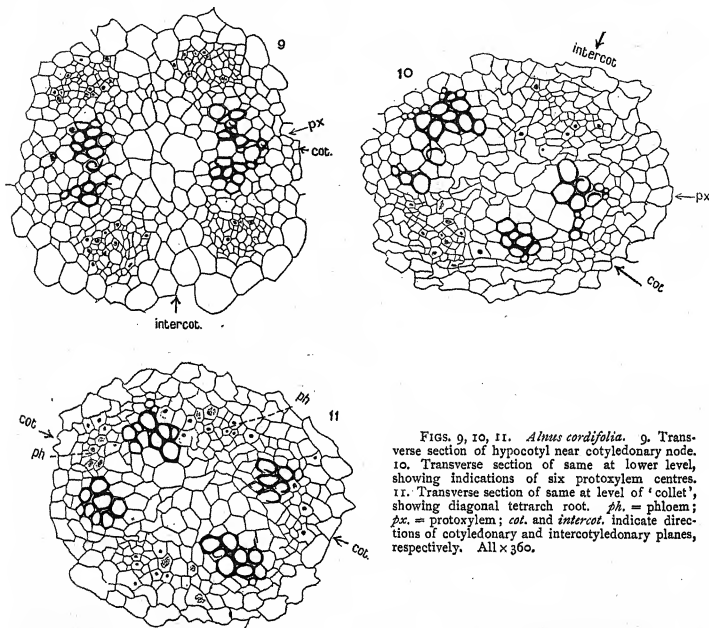 9
px
cot.
intercot.
intercot
10
px
cot
ph
11
cot
ph
cot.
FIGS. 9, 10, 11. Alnus cordifolia. 9. Trans-
verse section of hypocotyl near cotyledonary node.
10. Transverse section of same at lower level,
showing indications of six protoxylem centres.
11. Transverse section of same at level of ‘collet’,
showing diagonal tetrarch root. ph. = phloem;
px. = protoxylem; cot. and intercot. indicate direc-
tions of cotyledonary and intercotyledonary planes,
respectively. All × 360.